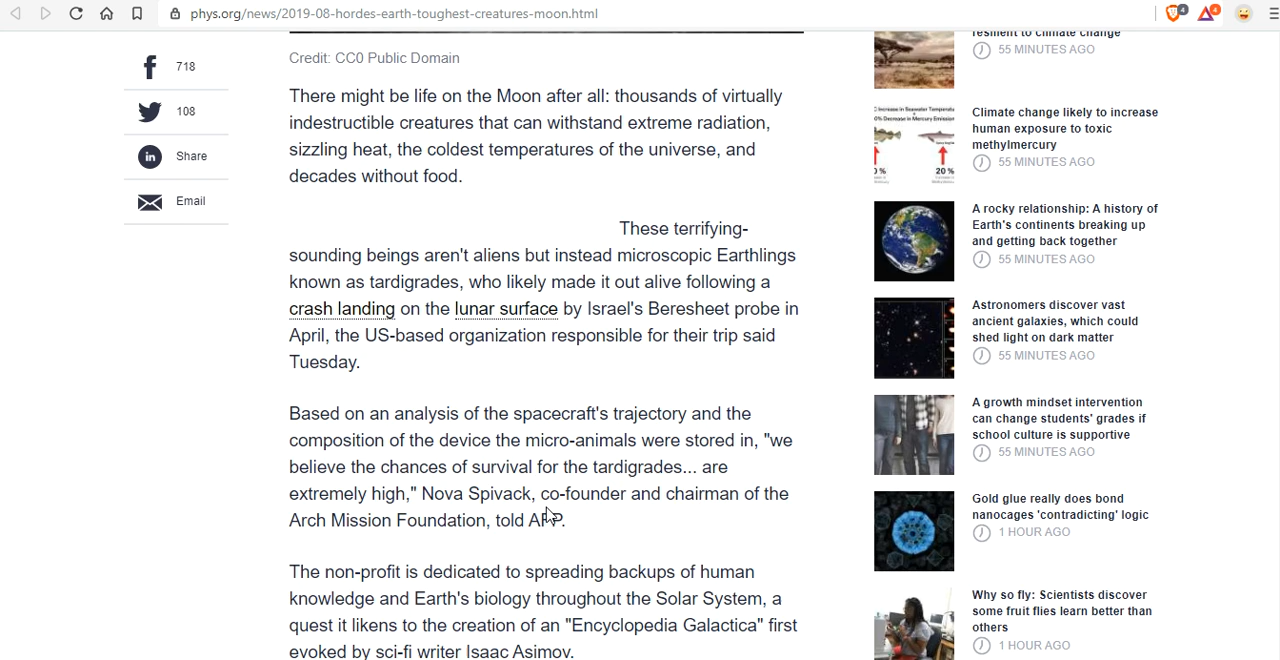 phys.org/news/2019-08-hordes-earth-toughest-creatures-moon.html
4
4
718
108
in Share
Email
Credit: CC0 Public Domain
There might be life on the Moon after all: thousands of virtually
indestructible creatures that can withstand extreme radiation,
sizzling heat, the coldest temperatures of the universe, and
decades without food.
These terrifying-
sounding beings aren't aliens but instead microscopic Earthlings
known as tardigrades, who likely made it out alive following a
crash landing on the lunar surface by Israel's Beresheet probe in
April, the US-based organization responsible for their trip said
Tuesday.
Based on an analysis of the spacecraft's trajectory and the
composition of the device the micro-animals were stored in, "we
believe the chances of survival for the tardigrades... are
extremely high," Nova Spivack, co-founder and chairman of the
Arch Mission Foundation, told AFP.
The non-profit is dedicated to spreading backups of human
knowledge and Earth's biology throughout the Solar System, a
quest it likens to the creation of an "Encyclopedia Galactica" first
evoked by sci-fi writer Isaac Asimov.
resilient to climate change
55 MINUTES AGO
Climate change likely to increase
human exposure to toxic
methylmercury
55 MINUTES AGO
20 %
A rocky relationship: A history of
Earth's continents breaking up
and getting back together
55 MINUTES AGO
Astronomers discover vast
ancient galaxies, which could
shed light on dark matter
55 MINUTES AGO
A growth mindset intervention
can change students' grades if
school culture is supportive
55 MINUTES AGO
Gold glue really does bond
nanocages 'contradicting' logic
1 HOUR AGO
Why so fly: Scientists discover
some fruit flies learn better than
others
1 HOUR AGO